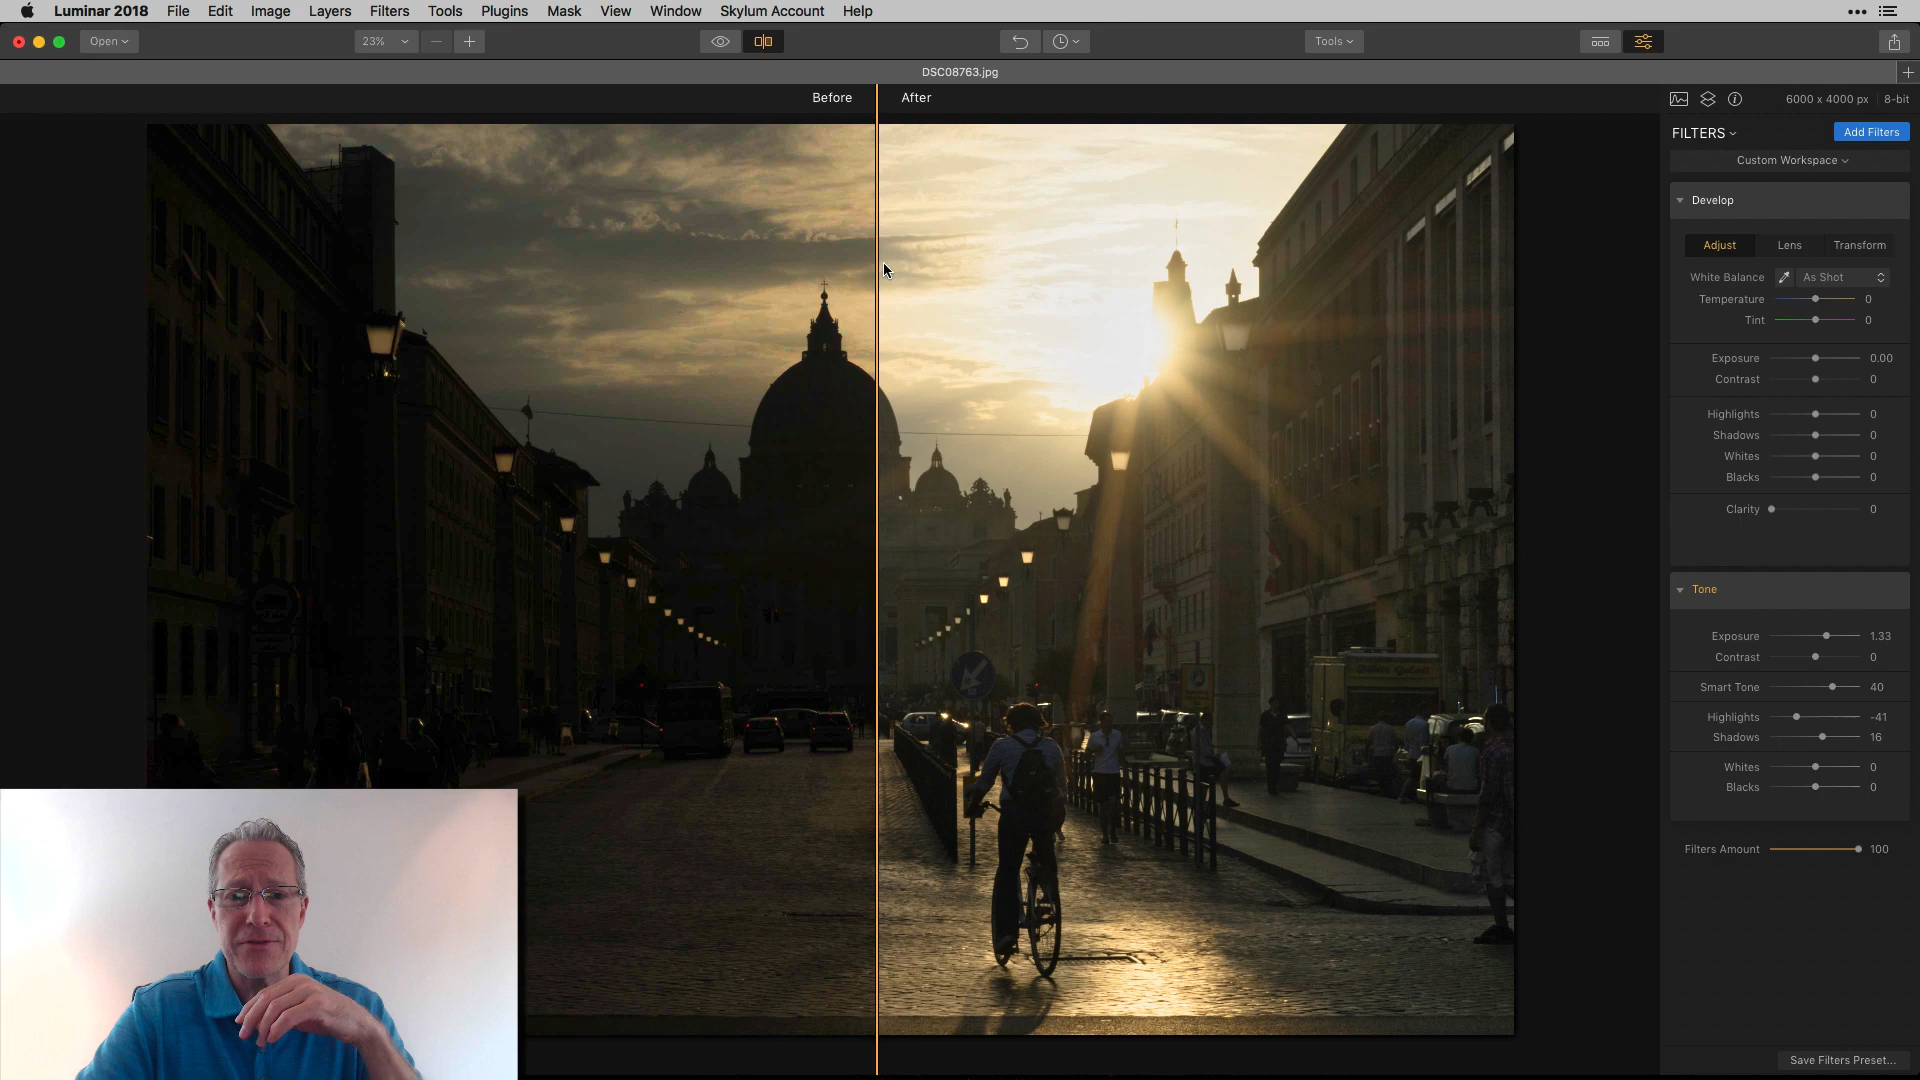 Luminar 2018 File Edit Image Layers Filters Tools Plugins Mask View Window Skylum Account Help
Open 23% Tools
DSC08763.jpg
Before After
6000 x 4000 px 8-bit
FILTERS Add Filters
Custom Workspace
Develop
Adjust Lens Transform
White Balance As Shot
Temperature 0
Tint 0
Exposure 0.00
Contrast 0
Highlights 0
Shadows 0
Whites 0
Blacks 0
Clarity 0
Tone
Exposure 1.33
Contrast 0
Smart Tone 40
Highlights -41
Shadows 16
Whites 0
Blacks 0
Filters Amount 100
Save Filters Preset...